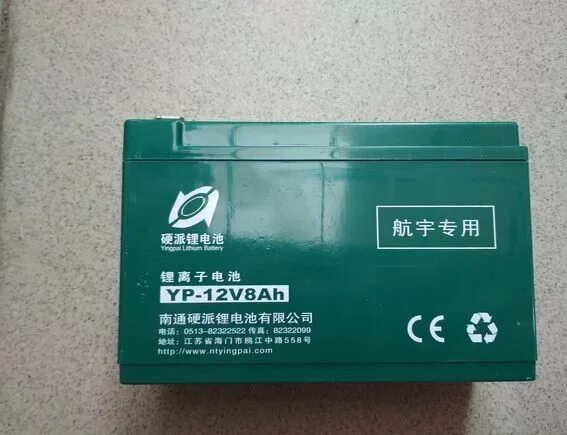 硬派锂电池
Yingpai Lithium Battery
航宇专用
锂离子电池
YP-12V8Ah
南通硬派锂电池有限公司
电话:0513-82322522 传真:82322099
地址:江苏省海门市鸥江中路558号
http://www.ntyingpai.com
CE